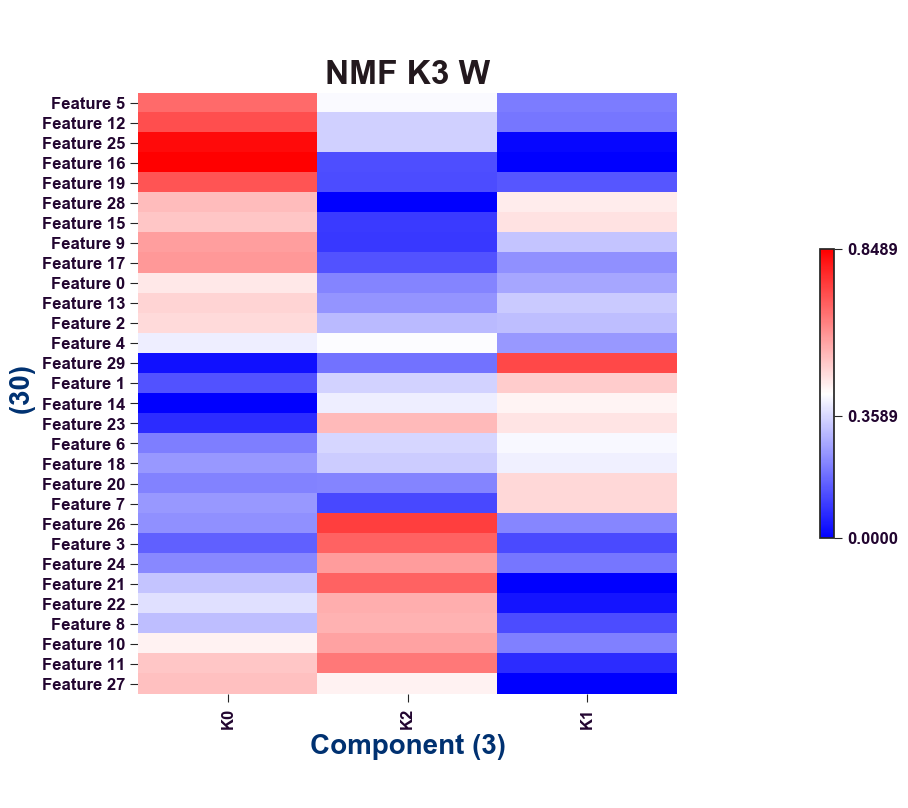 NMF K3 W
Feature 5
Feature 12
Feature 25
Feature 16
Feature 19
Feature 28
Feature 15
Feature 9
Feature 17
Feature 0
Feature 13
Feature 2
Feature 4
Feature 29
Feature 1
Feature 14
Feature 23
Feature 6
Feature 18
Feature 20
Feature 7
Feature 26
Feature 3
Feature 24
Feature 21
Feature 22
Feature 8
Feature 10
Feature 11
Feature 27
(30)
K0
K2
K1
Component (3)
0.8489
0.3589
0.0000